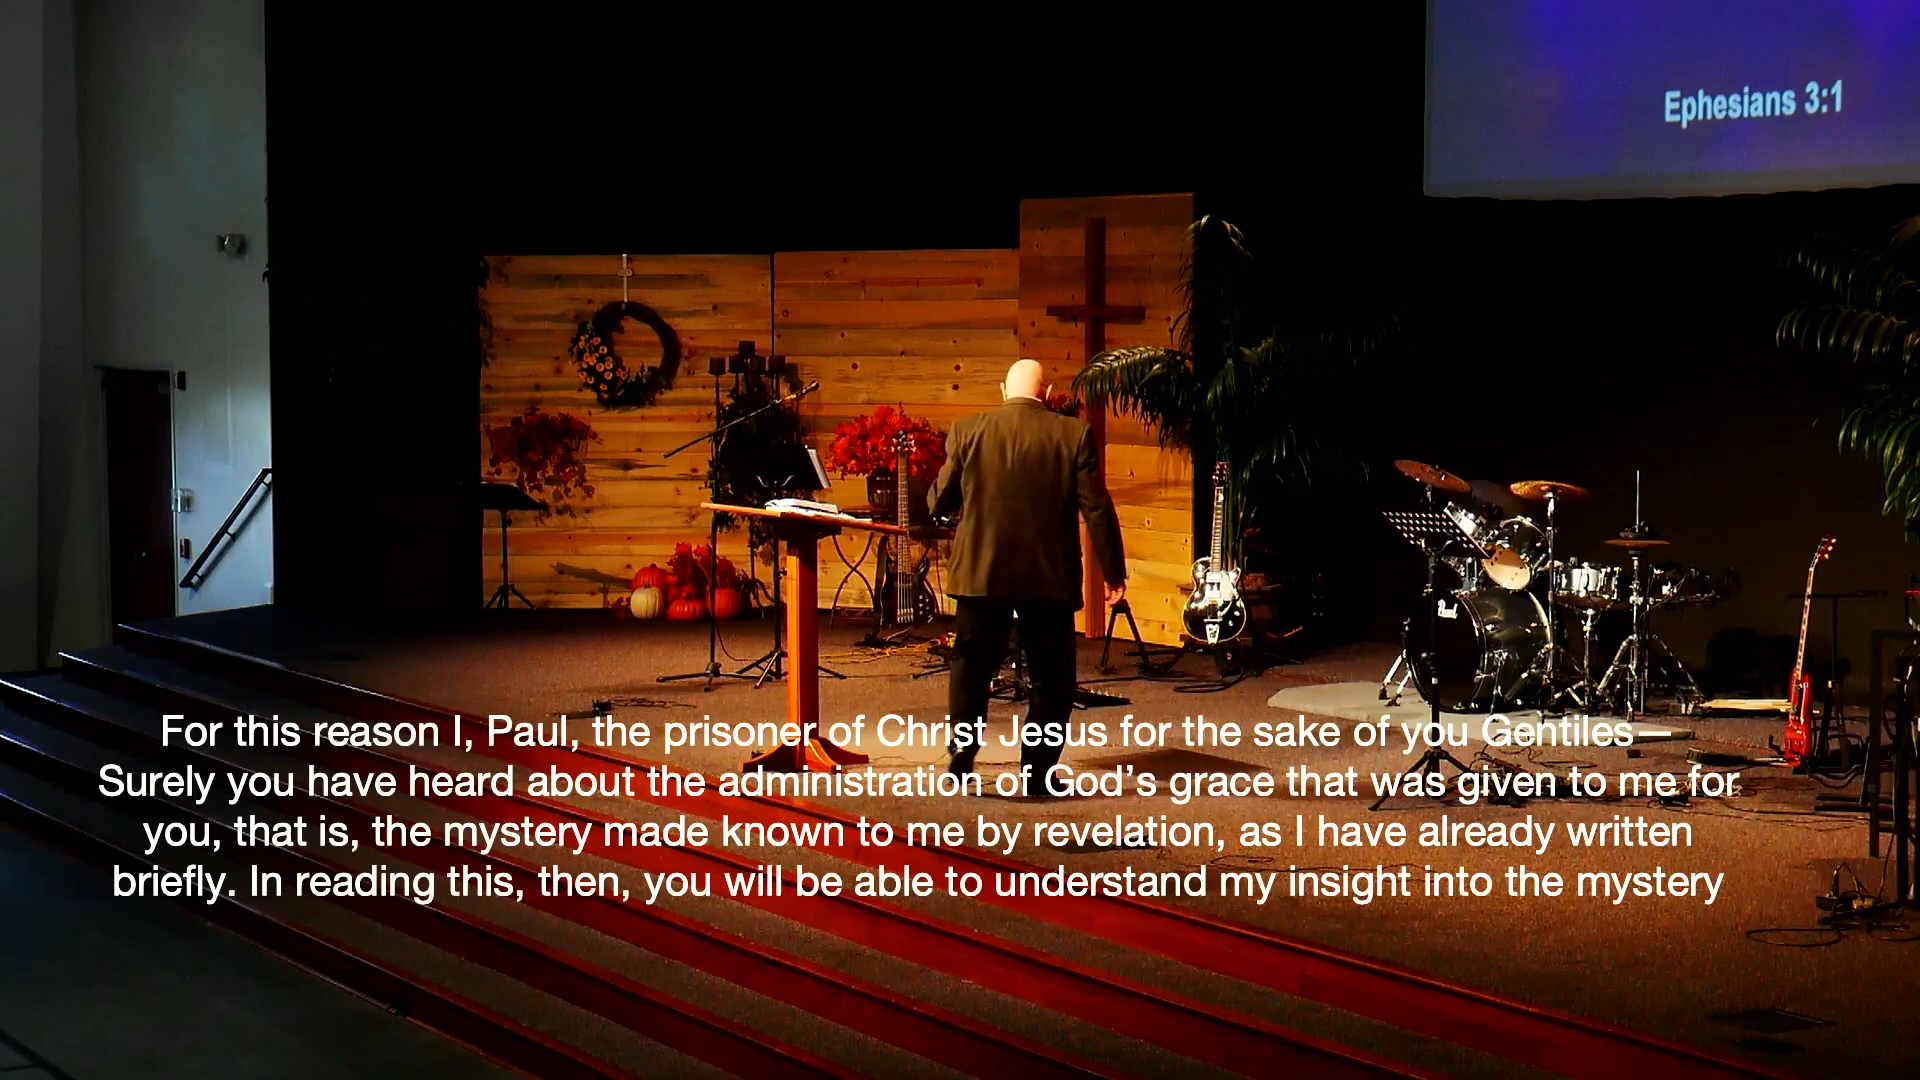 Ephesians 3:1
Pearl
For this reason I, Paul, the prisoner of Christ Jesus for the sake of you Gentiles—
Surely you have heard about the administration of God’s grace that was given to me for
you, that is, the mystery made known to me by revelation, as I have already written
briefly. In reading this, then, you will be able to understand my insight into the mystery